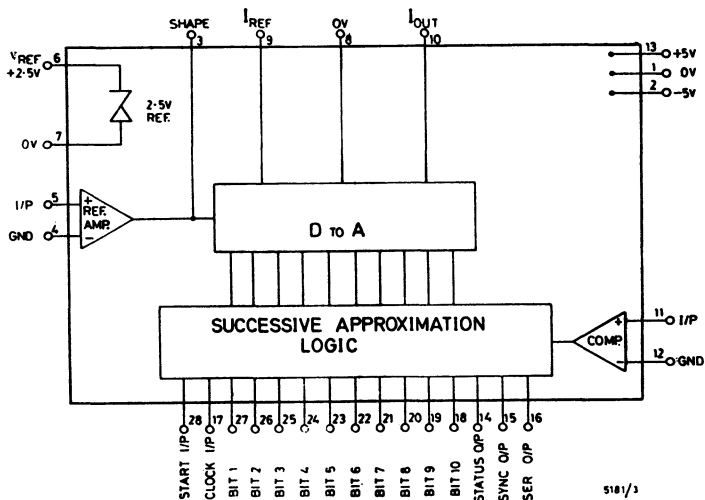 SHAPE IREF 0V IOUT
3 9 8 10
VREF 6
+2·5V
2·5V
REF.
0V 7
13 +5V
1 0V
2 -5V
I/P 5 +
REF.
AMP.
GND 4 -
D TO A
SUCCESSIVE APPROXIMATION
LOGIC
+ 11 I/P
COMP.
- 12 GND
28 17 27 26 25 24 23 22 21 20 19 18 14 15 16
START I/P
CLOCK I/P
BIT 1
BIT 2
BIT 3
BIT 4
BIT 5
BIT 6
BIT 7
BIT 8
BIT 9
BIT 10
STATUS O/P
SYNC O/P
SER O/P
5181/3